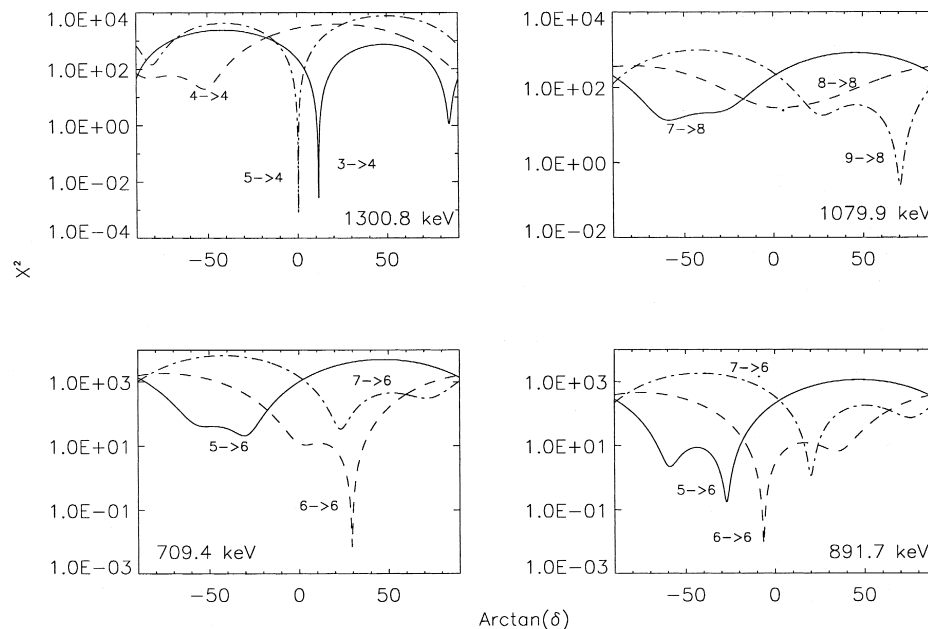 1.0E+04
1.0E+02
1.0E+00
1.0E−02
1.0E−04
4−>4
5−>4
3−>4
1300.8 keV
−50
0
50
1.0E+04
1.0E+02
1.0E+00
1.0E−02
8−>8
7−>8
9−>8
1079.9 keV
−50
0
50
χ²
1.0E+03
1.0E+01
1.0E−01
1.0E−03
7−>6
5−>6
6−>6
709.4 keV
−50
0
50
1.0E+03
1.0E+01
1.0E−01
1.0E−03
7−>6
5−>6
6−>6
891.7 keV
−50
0
50
Arctan(δ)